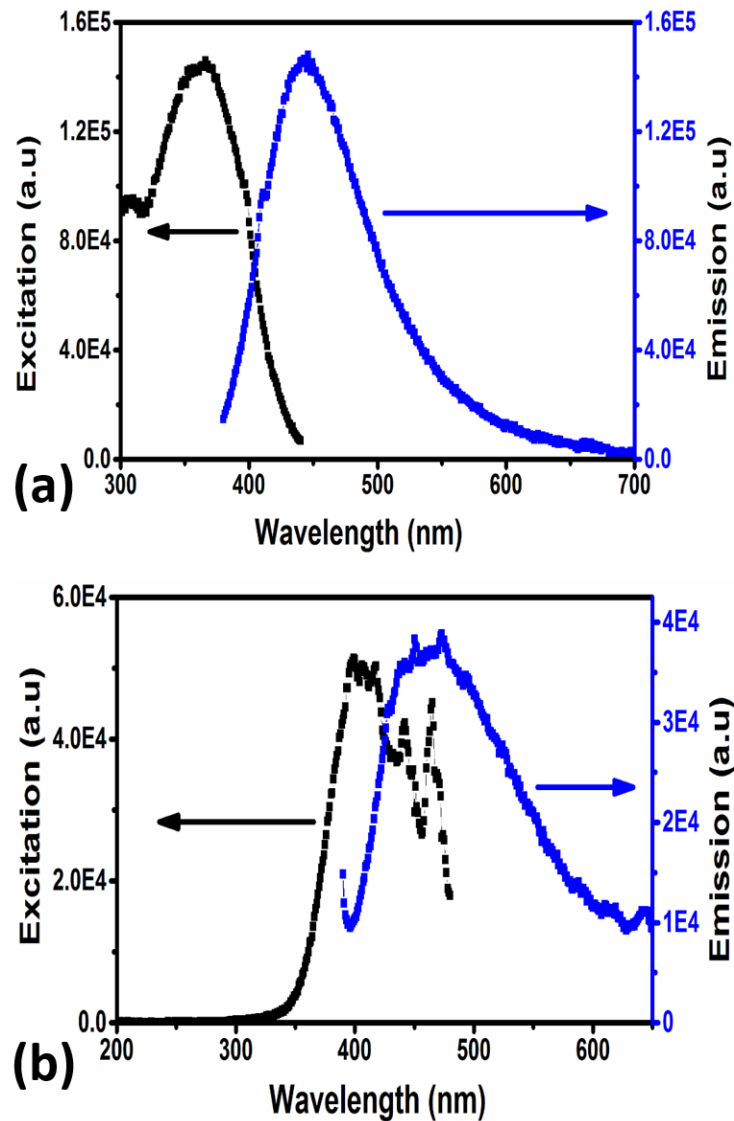 1.6E5
1.2E5
8.0E4
4.0E4
0.0
Excitation (a.u)
1.6E5
1.2E5
8.0E4
4.0E4
0.0
Emission (a.u)
300 400 500 600 700
Wavelength (nm)
(a)
6.0E4
4.0E4
2.0E4
0.0
Excitation (a.u)
4E4
3E4
2E4
1E4
0
Emission (a.u)
200 300 400 500 600
Wavelength (nm)
(b)